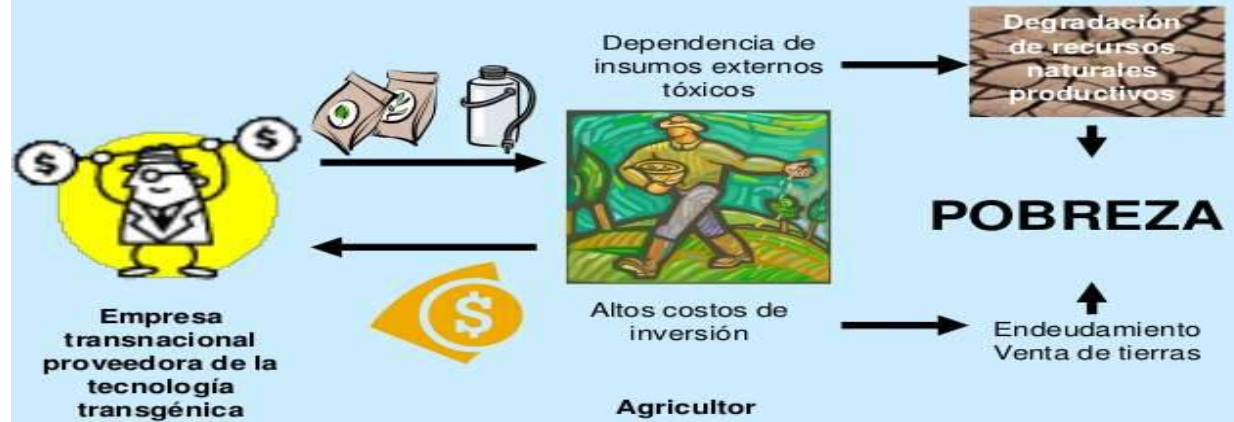 Dependencia de
insumos externos
tóxicos
Degradación
de recursos
naturales
productivos
$
$
POBREZA
$
Empresa
transnacional
proveedora de la
tecnología
transgénica
Altos costos de
inversión
Endeudamiento
Venta de tierras
Agricultor